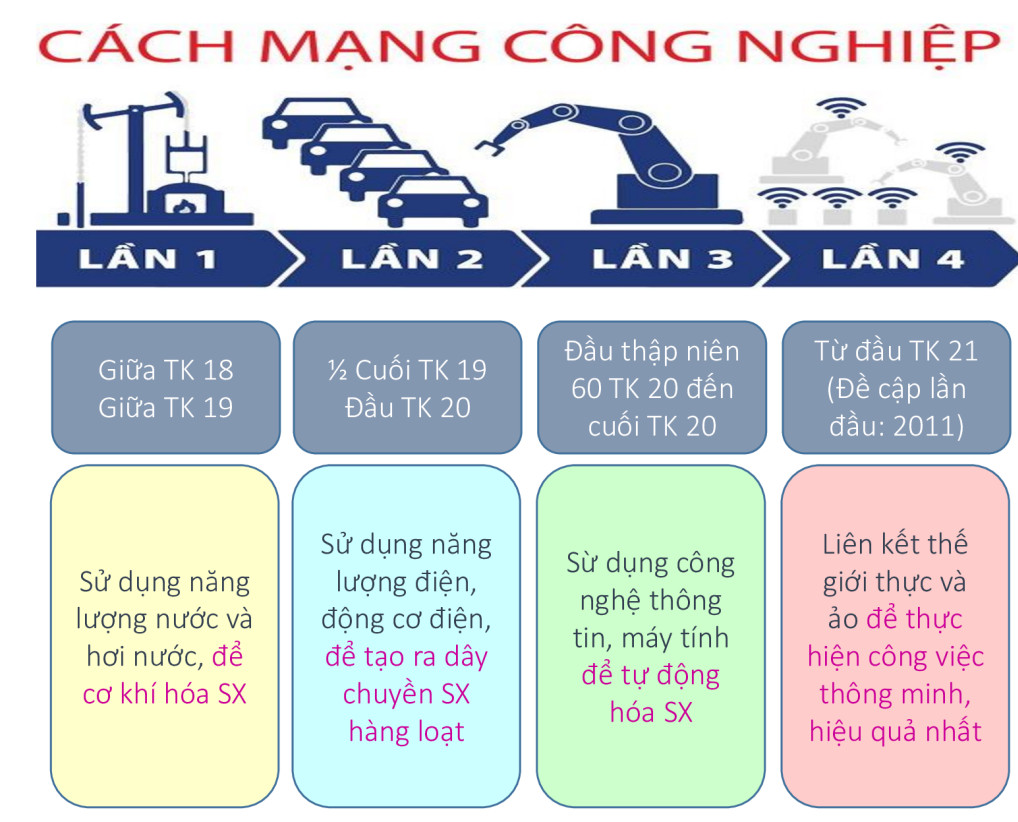 CÁCH MẠNG CÔNG NGHIỆP
LẦN 1
LẦN 2
LẦN 3
LẦN 4
Giữa TK 18
Giữa TK 19
½ Cuối TK 19
Đầu TK 20
Đầu thập niên
60 TK 20 đến
cuối TK 20
Từ đầu TK 21
(Đề cập lần
đầu: 2011)
Sử dụng năng
lượng nước và
hơi nước, để
cơ khí hóa SX
Sử dụng năng
lượng điện,
động cơ điện,
để tạo ra dây
chuyền SX
hàng loạt
Sừ dụng công
nghệ thông
tin, máy tính
để tự động
hóa SX
Liên kết thế
giới thực và
ảo để thực
hiện công việc
thông minh,
hiệu quả nhất